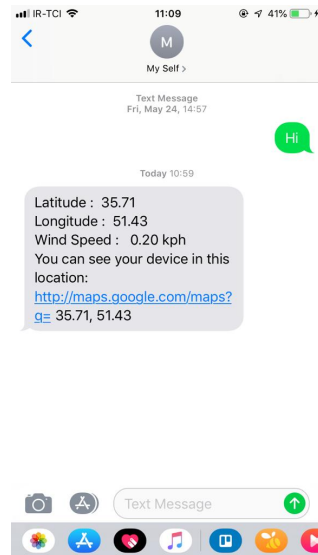 IR-TCI 11:09 41%
M
My Self >
Text Message
Fri, May 24, 14:57
Hi
Today 10:59
Latitude : 35.71
Longitude : 51.43
Wind Speed : 0.20 kph
You can see your device in this
location:
http://maps.google.com/maps?
q= 35.71, 51.43
Text Message